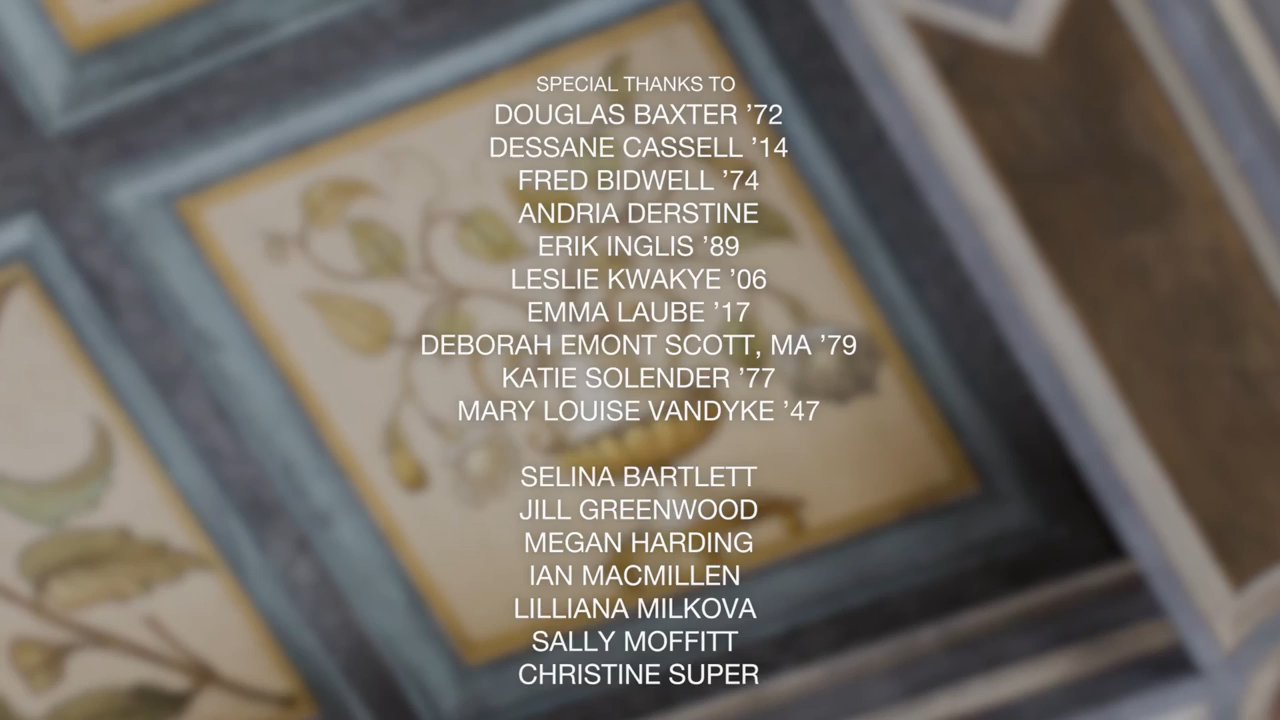 SPECIAL THANKS TO
DOUGLAS BAXTER ’72
DESSANE CASSELL ’14
FRED BIDWELL ’74
ANDRIA DERSTINE
ERIK INGLIS ’89
LESLIE KWAKYE ’06
EMMA LAUBE ’17
DEBORAH EMONT SCOTT, MA ’79
KATIE SOLENDER ’77
MARY LOUISE VANDYKE ’47
SELINA BARTLETT
JILL GREENWOOD
MEGAN HARDING
IAN MACMILLEN
LILLIANA MILKOVA
SALLY MOFFITT
CHRISTINE SUPER